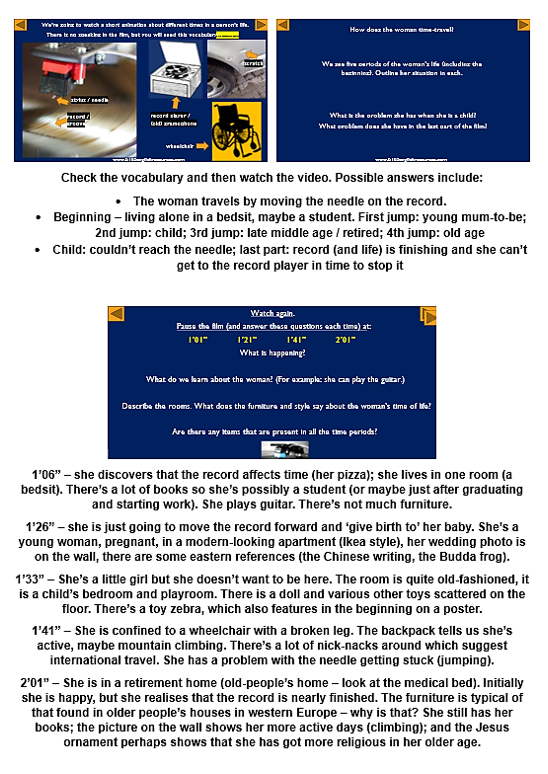 We're going to watch a short animation about different times in a person's life.
There is no speaking in the film, but you will need this vocabulary
scratch
stylus / needle
record /
groove
record player /
(old) gramophone
wheelchair
How does the woman time-travel?
We see five periods of the woman's life (including the
beginning). Outline her situation in each.
What is the problem she has when she is a child?
What problem does she have in the last part of the film?
Check the vocabulary and then watch the video. Possible answers include:
• The woman travels by moving the needle on the record.
• Beginning – living alone in a bedsit, maybe a student. First jump: young mum-to-be;
2nd jump: child; 3rd jump: late middle age / retired; 4th jump: old age
• Child: couldn't reach the needle; last part: record (and life) is finishing and she can't
get to the record player in time to stop it
Watch again.
Pause the film (and answer these questions each time) at:
1'01" 1'21" 1'41" 2'01"
What is happening?
What do we learn about the woman? (For example: she can play the guitar.)
Describe the rooms. What does the furniture and style say about the woman's time of life?
Are there any items that are present in all the time periods?
1'06" – she discovers that the record affects time (her pizza); she lives in one room (a
bedsit). There's a lot of books so she's possibly a student (or maybe just after graduating
and starting work). She plays guitar. There's not much furniture.
1'26" – she is just going to move the record forward and 'give birth to' her baby. She's a
young woman, pregnant, in a modern-looking apartment (Ikea style), her wedding photo is
on the wall, there are some eastern references (the Chinese writing, the Budda frog).
1'33" – She's a little girl but she doesn't want to be here. The room is quite old-fashioned, it
is a child's bedroom and playroom. There is a doll and various other toys scattered on the
floor. There's a toy zebra, which also features in the beginning on a poster.
1'41" – She is confined to a wheelchair with a broken leg. The backpack tells us she's
active, maybe mountain climbing. There's a lot of nick-nacks around which suggest
international travel. She has a problem with the needle getting stuck (jumping).
2'01" – She is in a retirement home (old-people's home – look at the medical bed). Initially
she is happy, but she realises that the record is nearly finished. The furniture is typical of
that found in older people's houses in western Europe – why is that? She still has her
books; the picture on the wall shows her more active days (climbing); and the Jesus
ornament perhaps shows that she has got more religious in her older age.